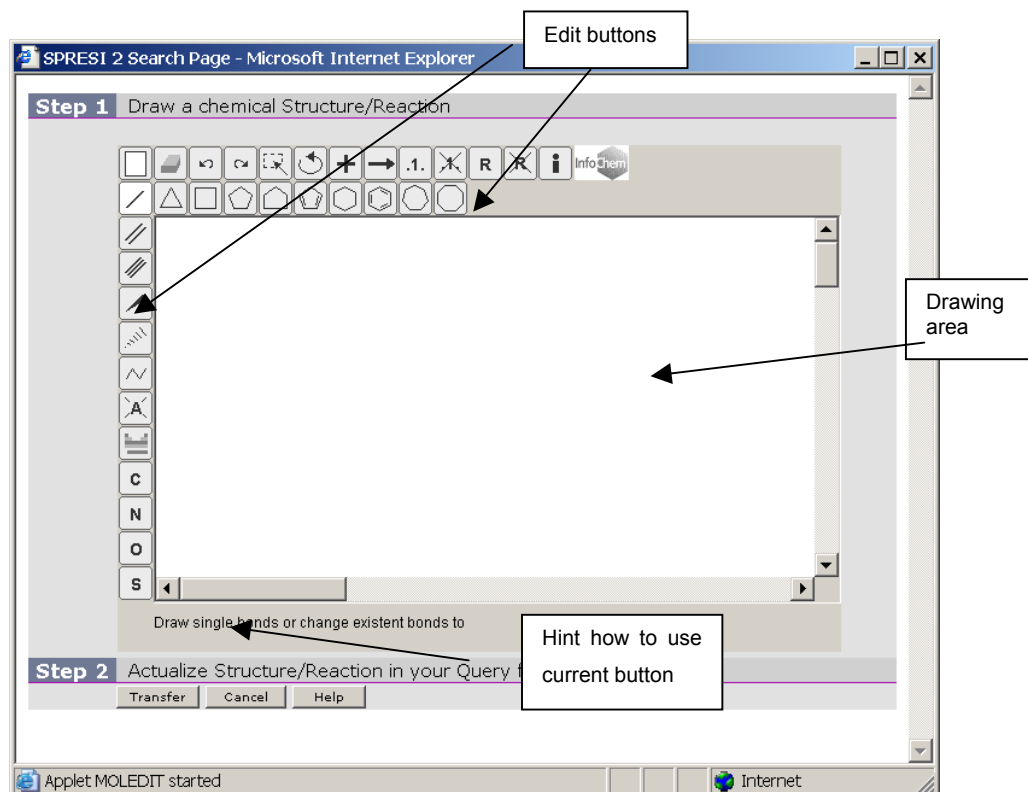 Edit buttons
SPRESI 2 Search Page - Microsoft Internet Explorer
Step 1 Draw a chemical Structure/Reaction
.1. 1 R R i InfoChem
Drawing
area
A
C
N
O
S
Draw single bonds or change existent bonds to
Hint how to use
current button
Step 2 Actualize Structure/Reaction in your Query f
Transfer Cancel Help
Applet MOLEDIT started
Internet